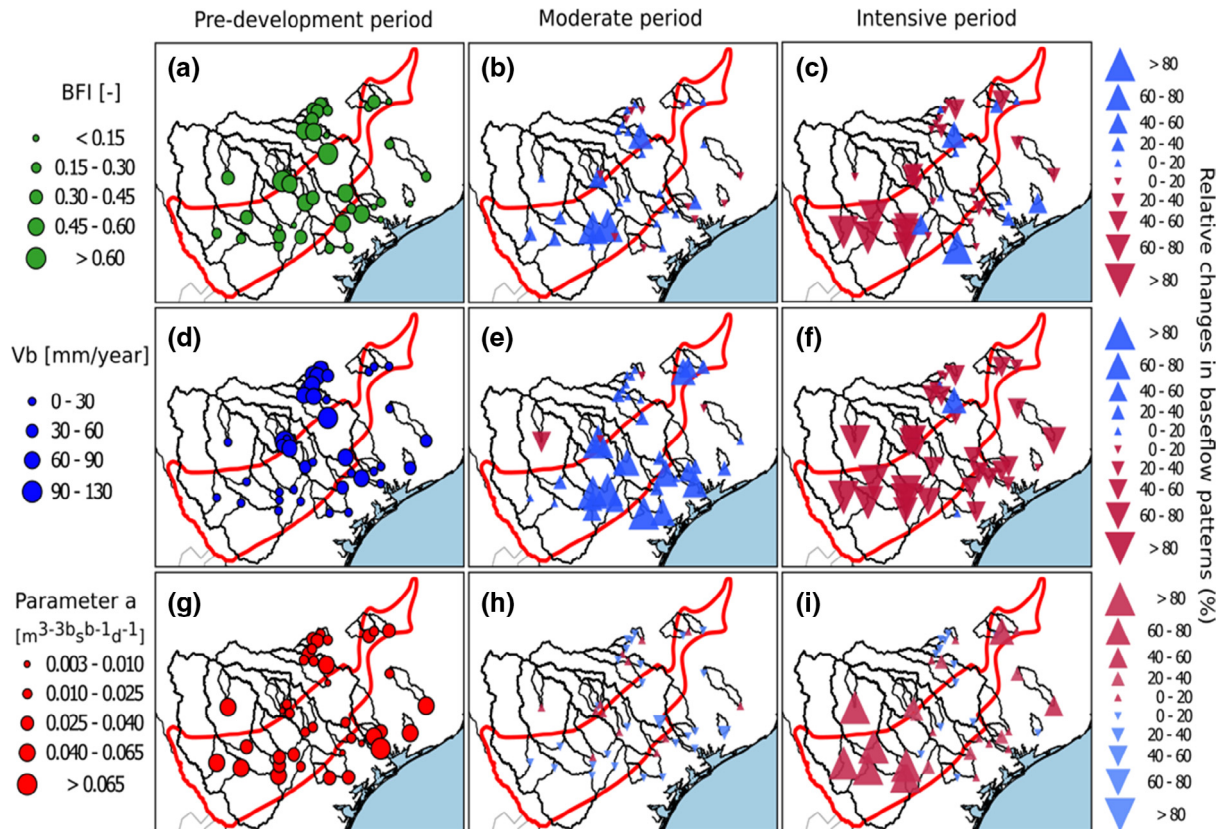 Pre-development period
Moderate period
Intensive period
(a)
(b)
(c)
BFI [-]
< 0.15
0.15 - 0.30
0.30 - 0.45
0.45 - 0.60
> 0.60
> 80
60 - 80
40 - 60
20 - 40
0 - 20
0 - 20
20 - 40
40 - 60
60 - 80
> 80
(d)
(e)
(f)
Vb [mm/year]
0 - 30
30 - 60
60 - 90
90 - 130
> 80
60 - 80
40 - 60
20 - 40
0 - 20
0 - 20
20 - 40
40 - 60
60 - 80
> 80
(g)
(h)
(i)
Parameter a
[m³⁻³ᵇsᵇ⁻¹d⁻¹]
0.003 - 0.010
0.010 - 0.025
0.025 - 0.040
0.040 - 0.065
> 0.065
> 80
60 - 80
40 - 60
20 - 40
0 - 20
0 - 20
20 - 40
40 - 60
60 - 80
> 80
Relative changes in baseflow patterns (%)